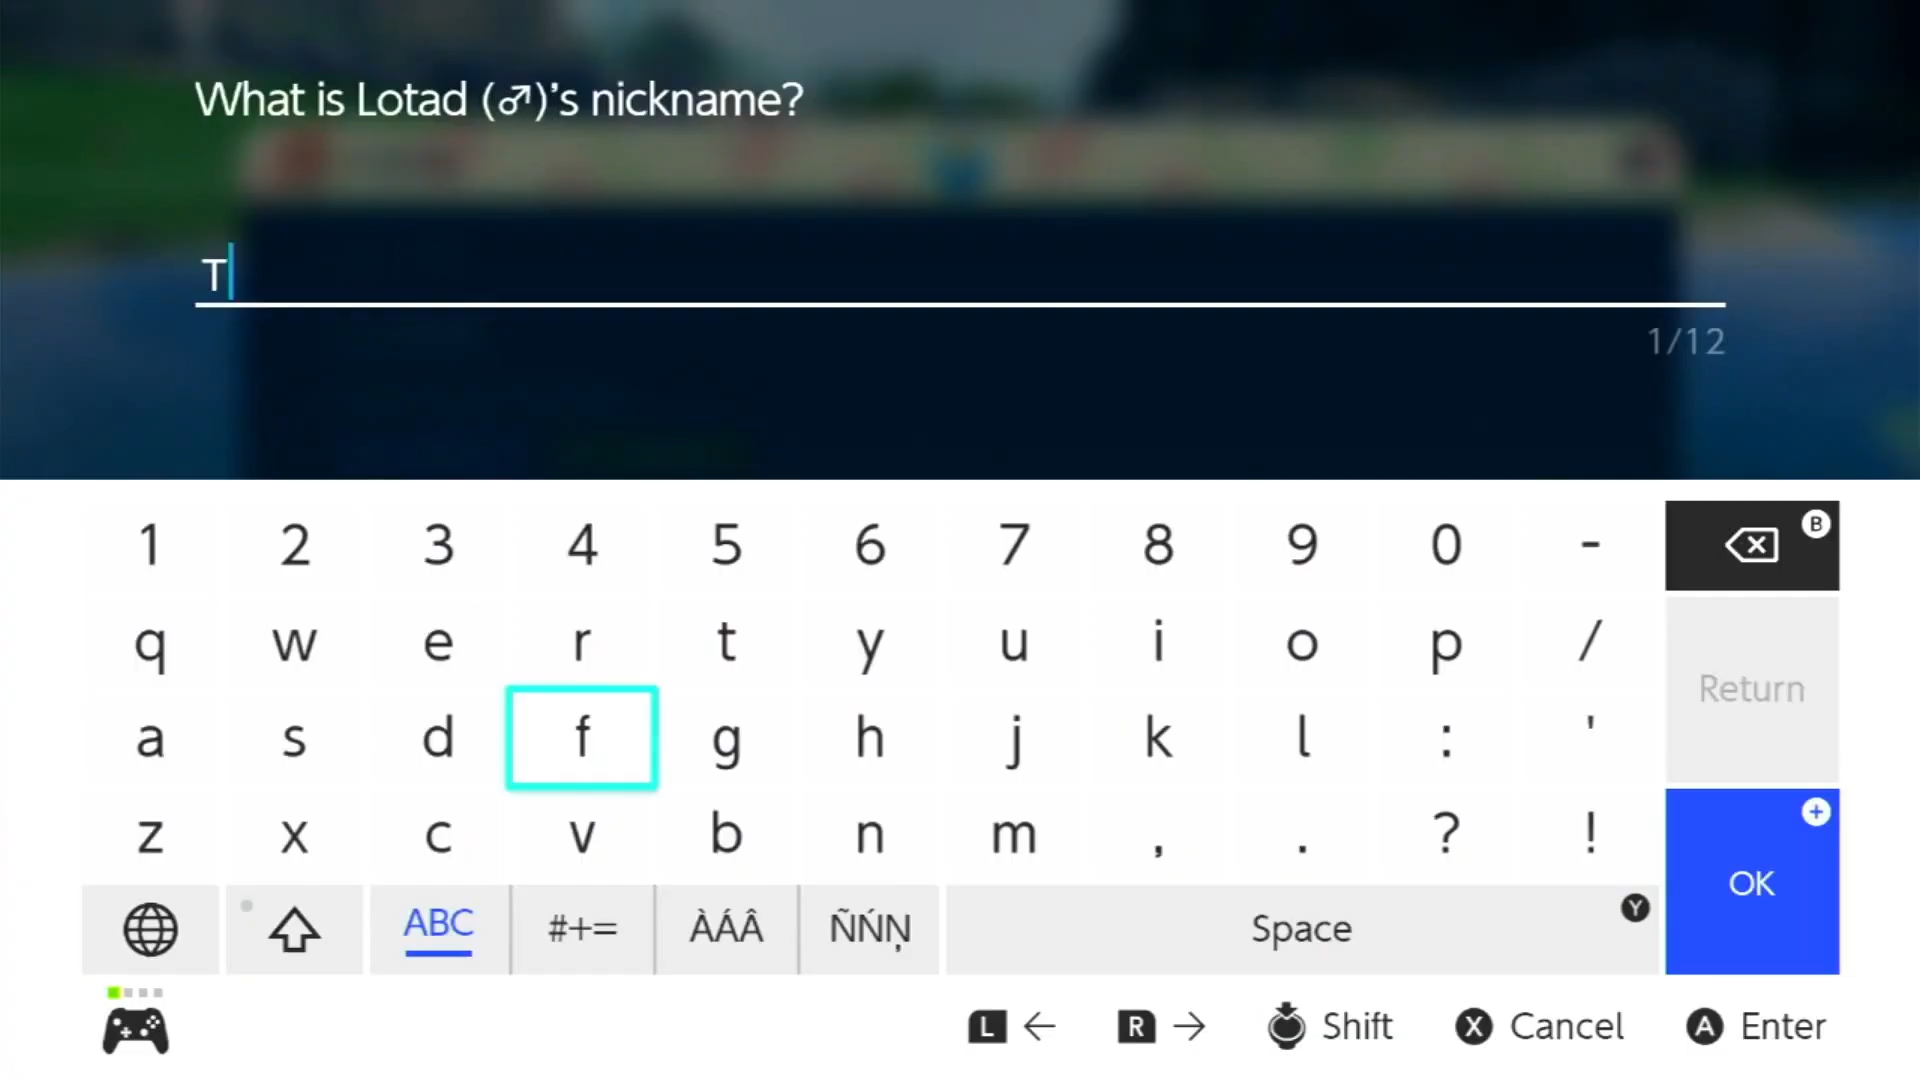 What is Lotad (♂)'s nickname?
T
1/12
1 2 3 4 5 6 7 8 9 0 - B
q w e r t y u i o p /
Return
a s d f g h j k l : '
z x c v b n m , . ? ! +
OK
ABC #+= ÀÁÂ ÑŃŅ Space Y
L ← R → Shift X Cancel A Enter